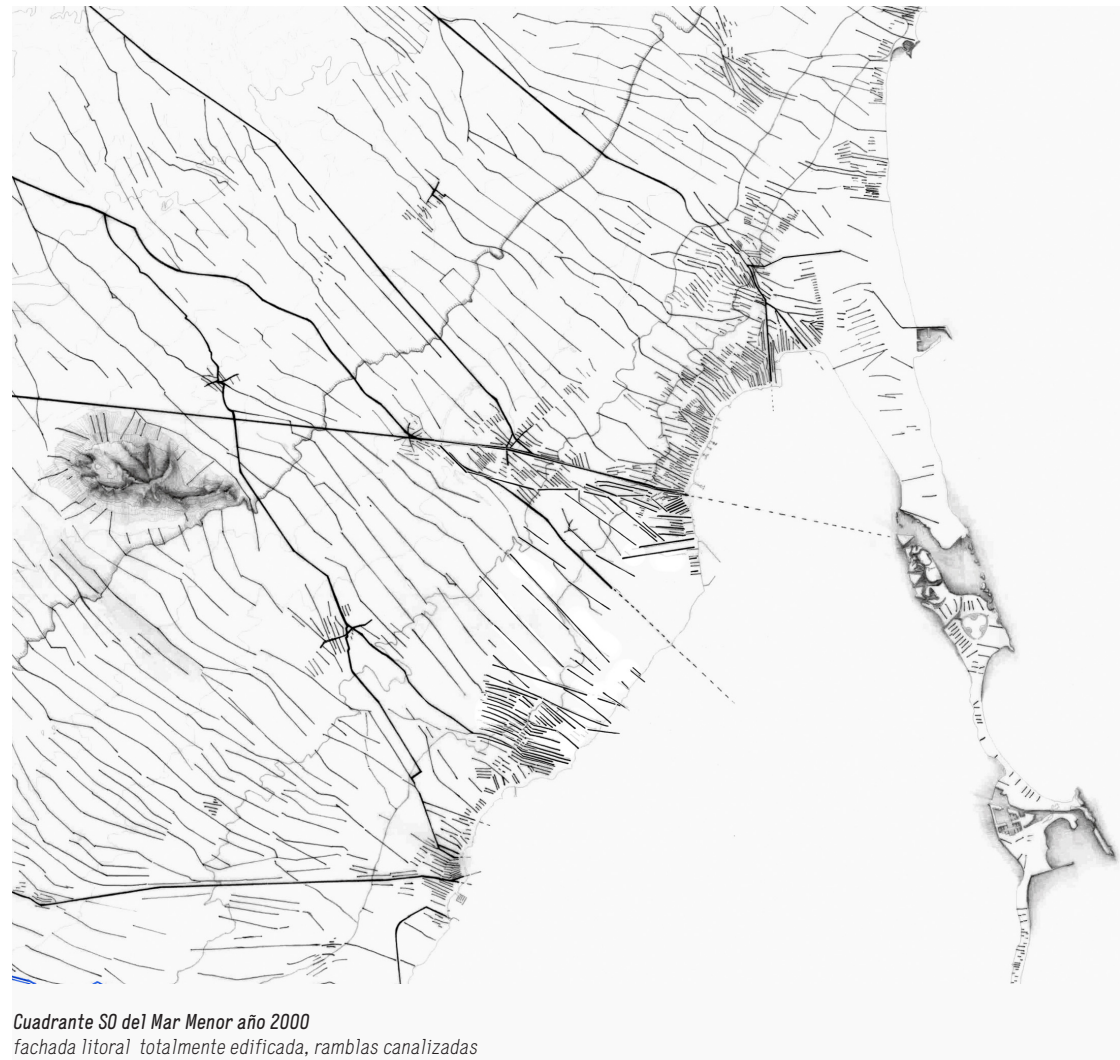 Cuadrante SO del Mar Menor año 2000
fachada litoral totalmente edificada, ramblas canalizadas